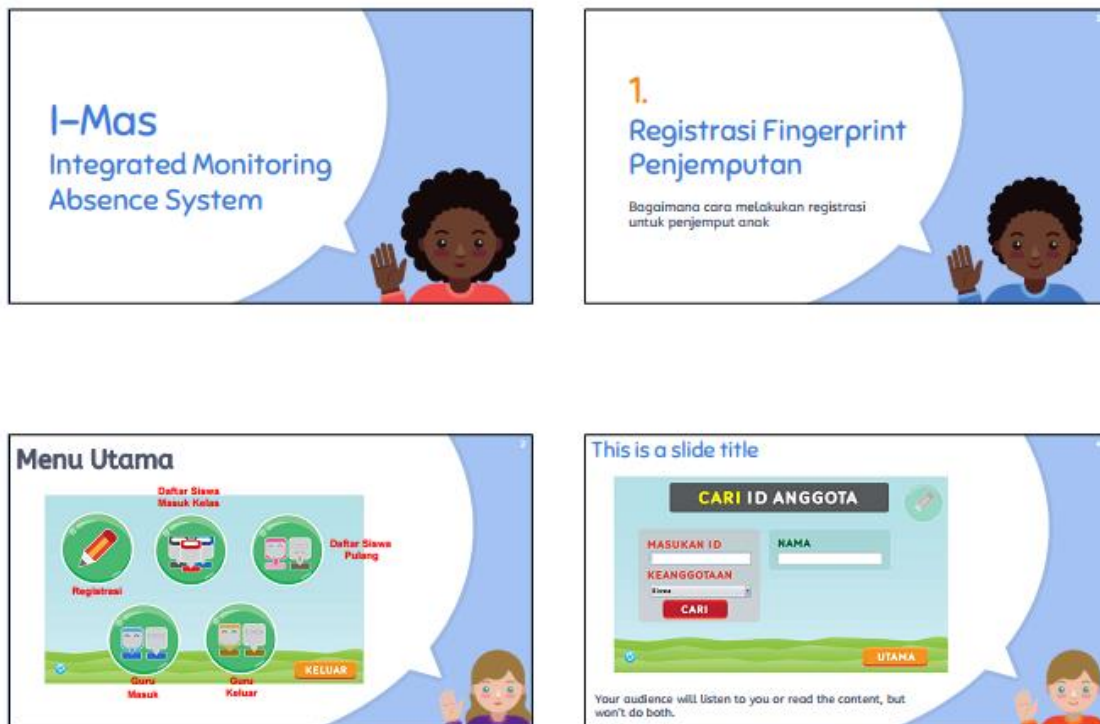 I-Mas
Integrated Monitoring
Absence System
1.
Registrasi Fingerprint
Penjemputan
Bagaimana cara melakukan registrasi
untuk penjemput anak
Menu Utama
Daftar Siswa
Masuk Kelas
Daftar Siswa
Pulang
Registrasi
Guru
Masuk
Guru
Keluar
KELUAR
This is a slide title
CARI ID ANGGOTA
MASUKAN ID
NAMA
KEANGGOTAAN
Siswa
CARI
UTAMA
Your audience will listen to you or read the content, but
won't do both.